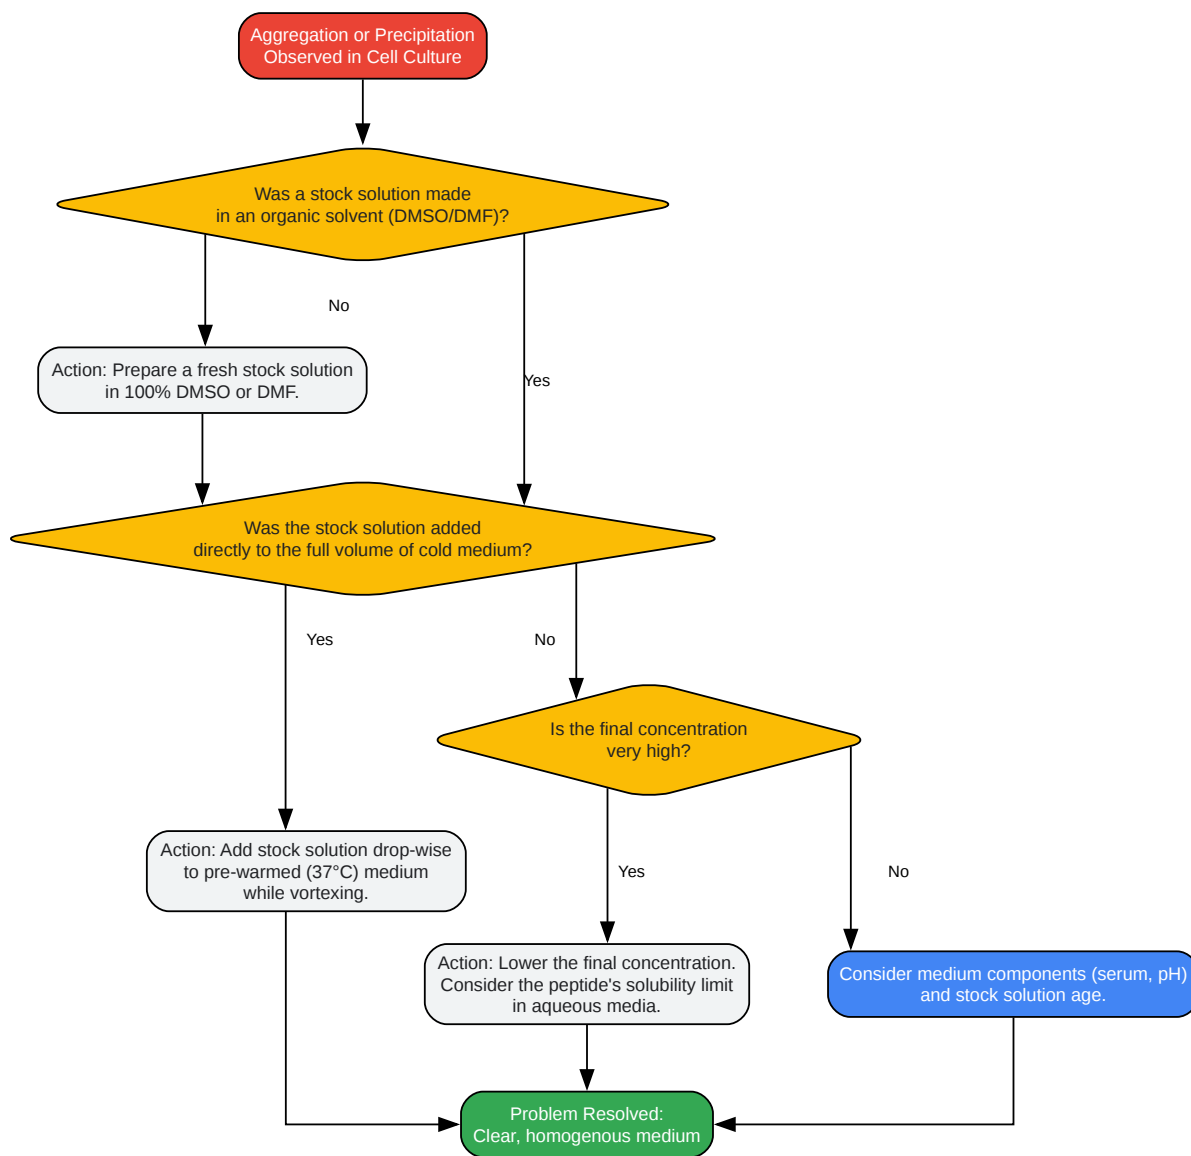 Aggregation or Precipitation
Observed in Cell Culture
Was a stock solution made
in an organic solvent (DMSO/DMF)?
No
Action: Prepare a fresh stock solution
in 100% DMSO or DMF.
Yes
Was the stock solution added
directly to the full volume of cold medium?
Yes
No
Is the final concentration
very high?
Action: Add stock solution drop-wise
to pre-warmed (37°C) medium
while vortexing.
Yes
No
Action: Lower the final concentration.
Consider the peptide's solubility limit
in aqueous media.
Consider medium components (serum, pH)
and stock solution age.
Problem Resolved:
Clear, homogenous medium